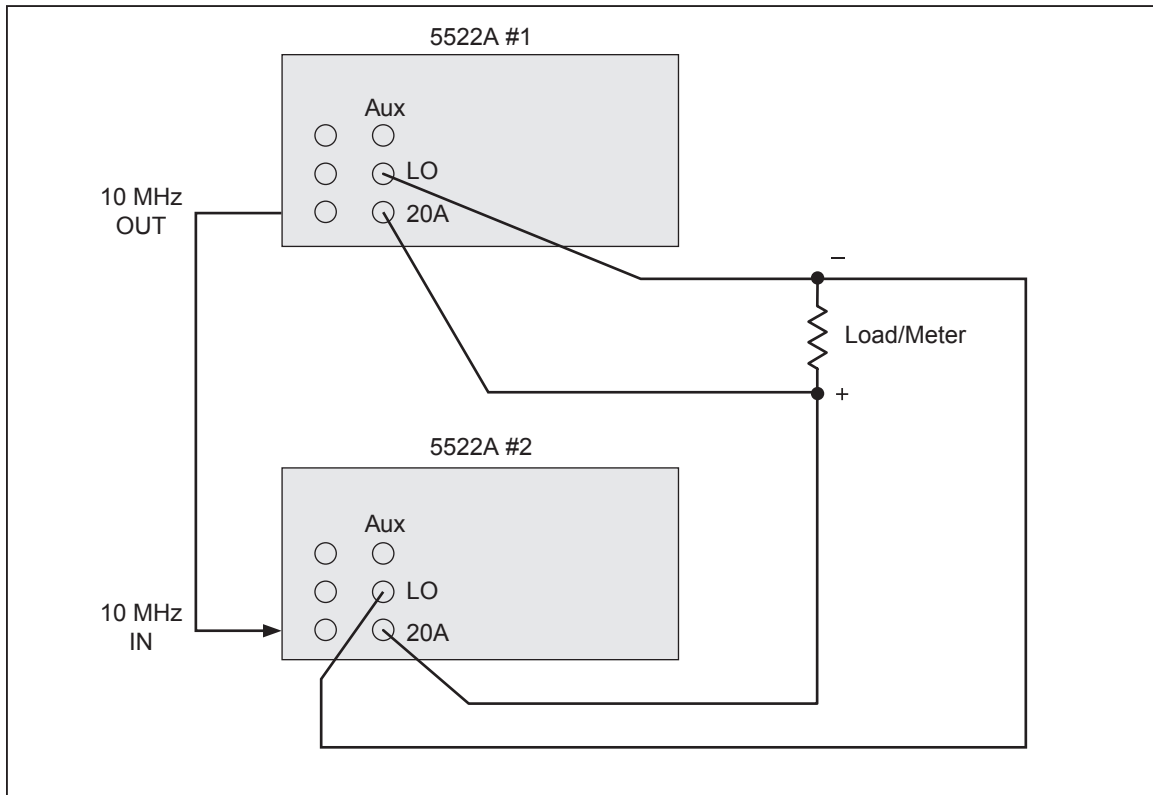 5522A #1
Aux
LO
20A
10 MHz
OUT
–
Load/Meter
+
5522A #2
Aux
LO
20A
10 MHz
IN